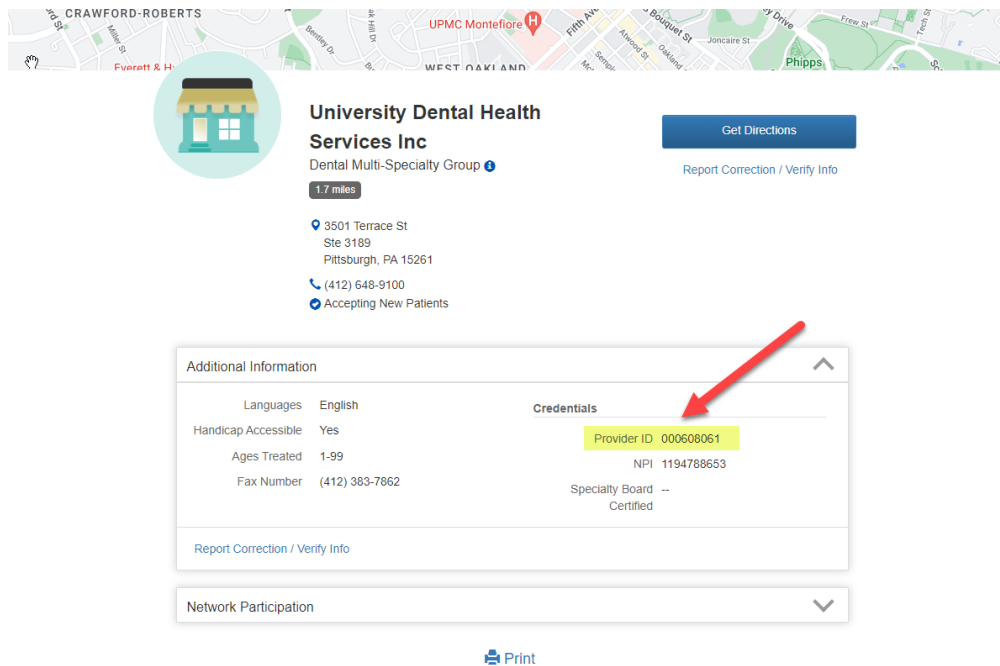 CRAWFORD-ROBERTS
UPMC Montefiore
H
Fifth Ave
Bouquet St
Joncaire St
Frew St
Tech St
Phipps
Miller St
Bentley Dr
Atwood St
Oakland
Everett & H
WEST OAKLAND
University Dental Health
Services Inc
Get Directions
Dental Multi-Specialty Group
Report Correction / Verify Info
1.7 miles
3501 Terrace St
Ste 3189
Pittsburgh, PA 15261
(412) 648-9100
Accepting New Patients
Additional Information
Languages English
Credentials
Handicap Accessible Yes
Provider ID 000608061
Ages Treated 1-99
NPI 1194788653
Fax Number (412) 383-7862
Specialty Board --
Certified
Report Correction / Verify Info
Network Participation
Print